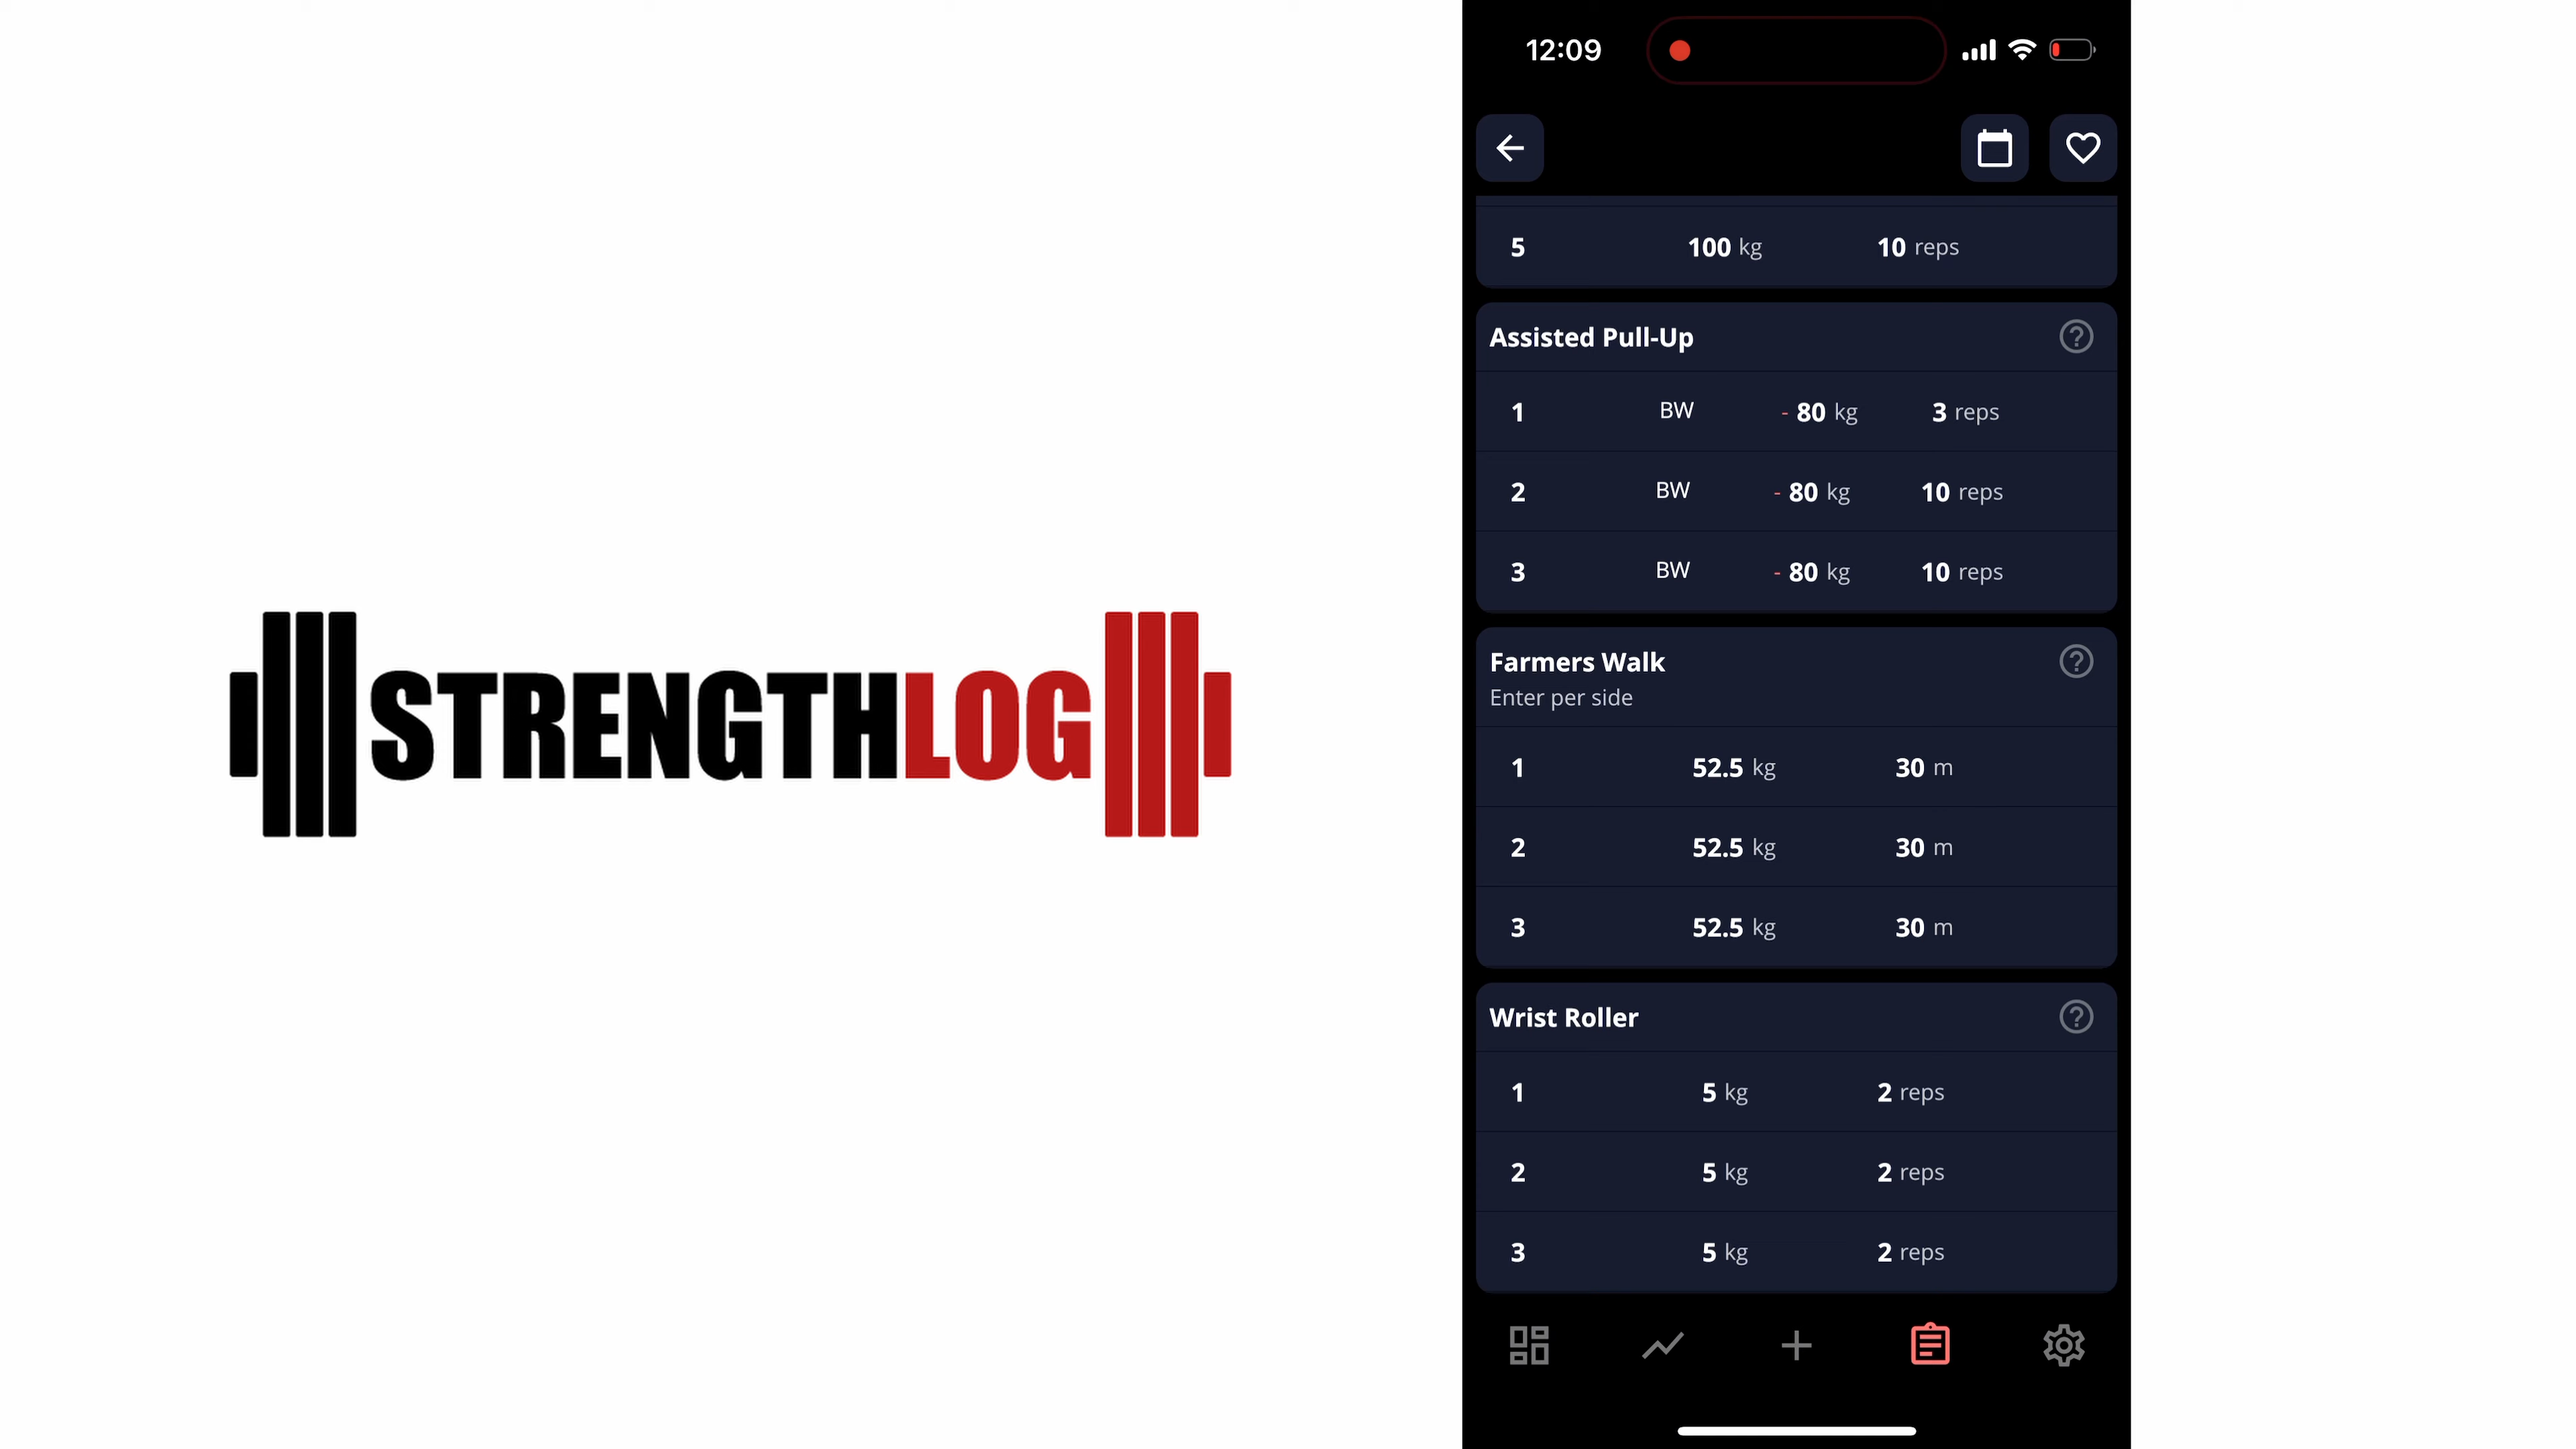 STRENGTHLOG
12:09
5 100 kg 10 reps
Assisted Pull-Up
1 BW - 80 kg 3 reps
2 BW - 80 kg 10 reps
3 BW - 80 kg 10 reps
Farmers Walk
Enter per side
1 52.5 kg 30 m
2 52.5 kg 30 m
3 52.5 kg 30 m
Wrist Roller
1 5 kg 2 reps
2 5 kg 2 reps
3 5 kg 2 reps